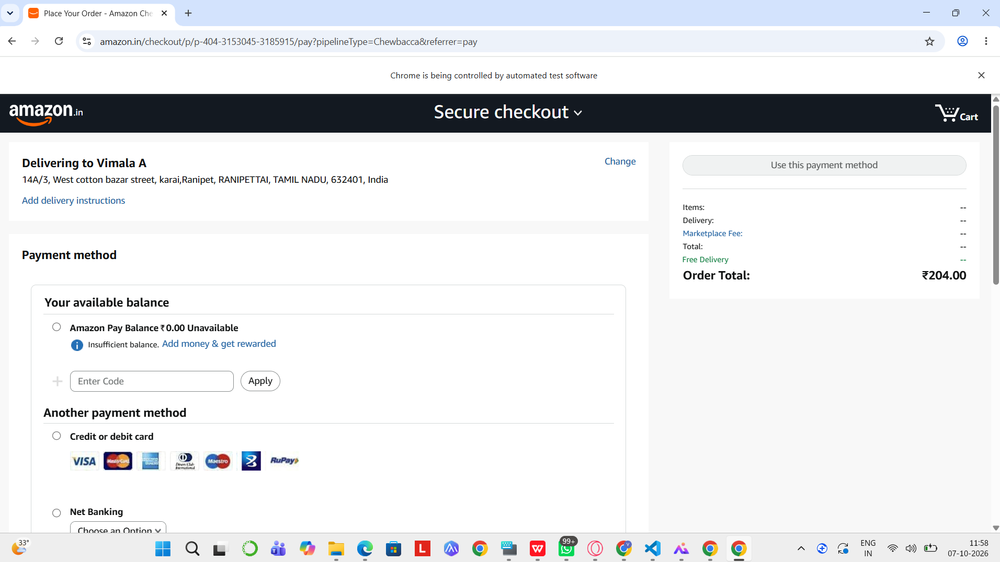 Place Your Order - Amazon Che
amazon.in/checkout/p/p-404-3153045-3185915/pay?pipelineType=Chewbacca&referrer=pay
Chrome is being controlled by automated test software
amazon.in
Secure checkout
Cart
Delivering to Vimala A
Change
14A/3, West cotton bazar street, karai,Ranipet, RANIPETTAI, TAMIL NADU, 632401, India
Add delivery instructions
Use this payment method
Items: --
Delivery: --
Marketplace Fee: --
Total: --
Free Delivery --
Order Total: ₹204.00
Payment method
Your available balance
Amazon Pay Balance ₹0.00 Unavailable
Insufficient balance. Add money & get rewarded
Enter Code
Apply
Another payment method
Credit or debit card
VISA MasterCard Diners Club International Maestro RuPay
Net Banking
Choose an Option
33°
99+
ENG
IN
11:58
07-10-2026